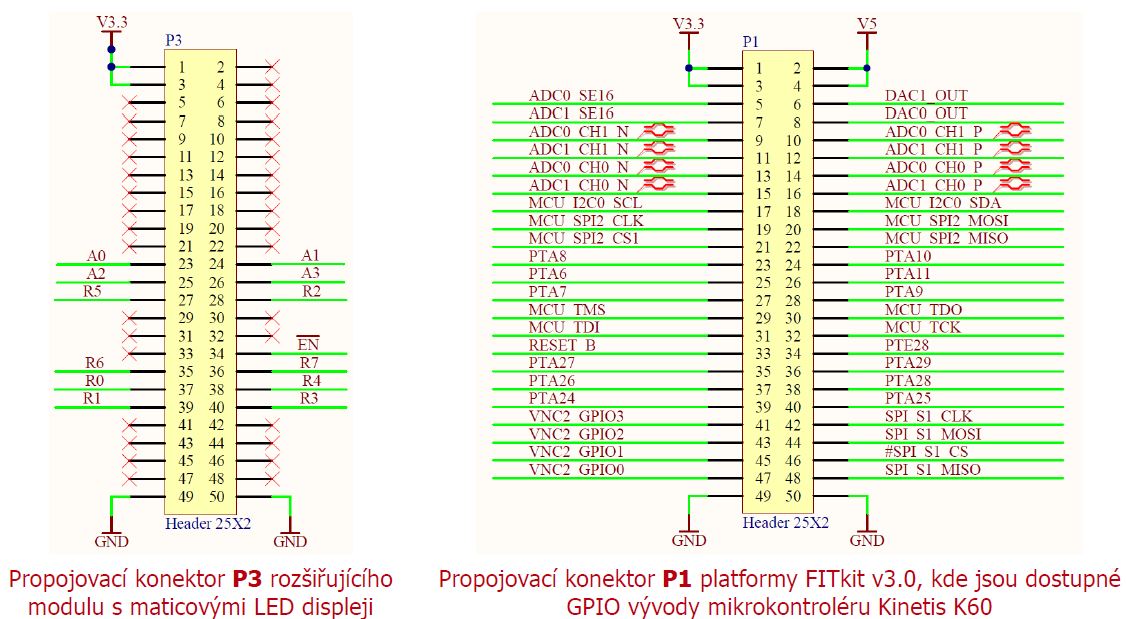 V3.3
P3
1 2
3 4
5 6
7 8
9 10
11 12
13 14
15 16
17 18
19 20
21 22
A0 23 24 A1
A2 25 26 A3
R5 27 28 R2
29 30
31 32
33 34 EN
R6 35 36 R7
R0 37 38 R4
R1 39 40 R3
41 42
43 44
45 46
47 48
49 50
Header 25X2
GND GND
Propojovací konektor P3 rozšiřujícího
modulu s maticovými LED displeji
V3.3 V5
P1
1 2
3 4
ADC0_SE16 5 6 DAC1_OUT
ADC1_SE16 7 8 DAC0_OUT
ADC0_CH1_N 9 10 ADC0_CH1_P
ADC1_CH1_N 11 12 ADC1_CH1_P
ADC0_CH0_N 13 14 ADC0_CH0_P
ADC1_CH0_N 15 16 ADC1_CH0_P
MCU_I2C0_SCL 17 18 MCU_I2C0_SDA
MCU_SPI2_CLK 19 20 MCU_SPI2_MOSI
MCU_SPI2_CS1 21 22 MCU_SPI2_MISO
PTA8 23 24 PTA10
PTA6 25 26 PTA11
PTA7 27 28 PTA9
MCU_TMS 29 30 MCU_TDO
MCU_TDI 31 32 MCU_TCK
RESET_B 33 34 PTE28
PTA27 35 36 PTA29
PTA26 37 38 PTA28
PTA24 39 40 PTA25
VNC2_GPIO3 41 42 SPI_S1_CLK
VNC2_GPIO2 43 44 SPI_S1_MOSI
VNC2_GPIO1 45 46 #SPI_S1_CS
VNC2_GPIO0 47 48 SPI_S1_MISO
49 50
Header 25X2
GND GND
Propojovací konektor P1 platformy FITkit v3.0, kde jsou dostupné
GPIO vývody mikrokontroléru Kinetis K60